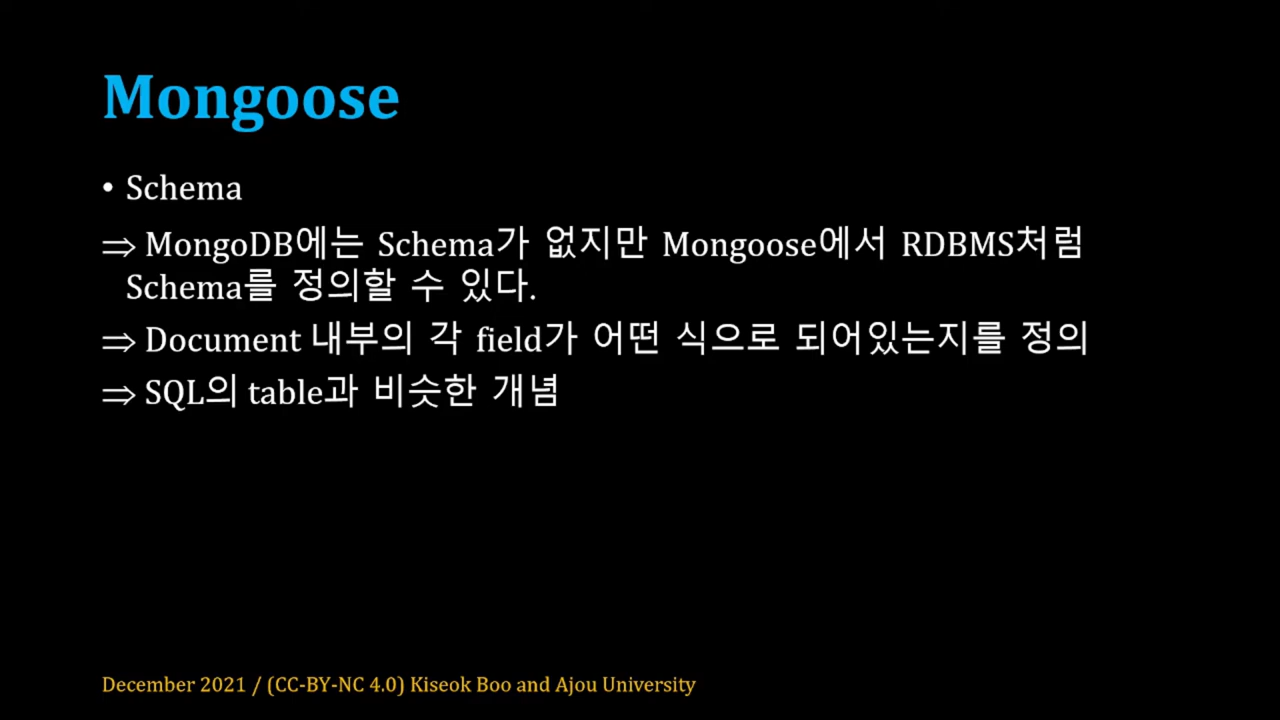 Mongoose
• Schema
⇒ MongoDB에는 Schema가 없지만 Mongoose에서 RDBMS처럼
Schema를 정의할 수 있다.
⇒ Document 내부의 각 field가 어떤 식으로 되어있는지를 정의
⇒ SQL의 table과 비슷한 개념
December 2021 / (CC-BY-NC 4.0) Kiseok Boo and Ajou University